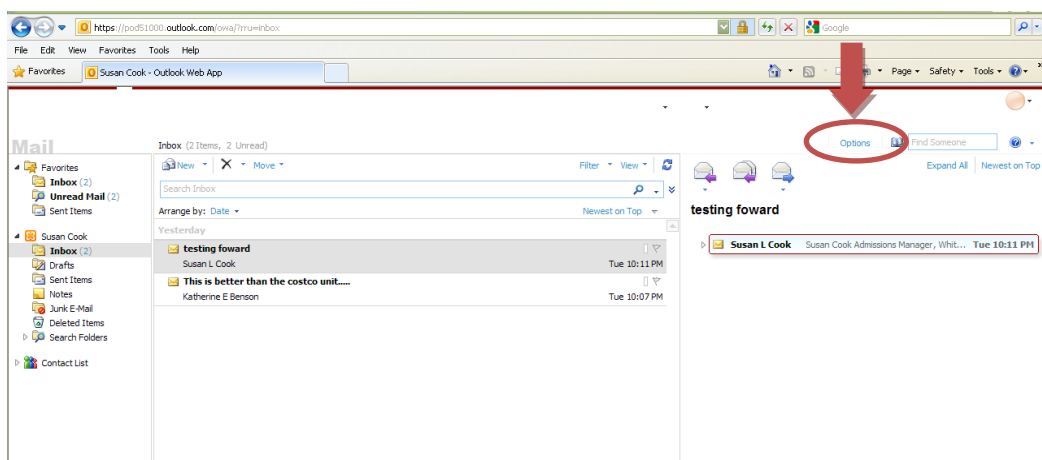 https://pod51000.outlook.com/owa/?rru=inbox
Google
File Edit View Favorites Tools Help
Favorites Susan Cook - Outlook Web App Page Safety Tools
Options Find Someone
Mail Inbox (2 Items, 2 Unread)
Favorites New Move Filter View Expand All Newest on Top
Inbox (2)
Unread Mail (2) Search Inbox
Sent Items Arrange by: Date Newest on Top testing foward
Yesterday
Susan Cook testing foward Susan L Cook Susan Cook Admissions Manager, Whit... Tue 10:11 PM
Inbox (2)
Drafts Susan L Cook Tue 10:11 PM
Sent Items This is better than the costco unit.....
Notes Katherine E Benson Tue 10:07 PM
Junk E-Mail
Deleted Items
Search Folders
Contact List